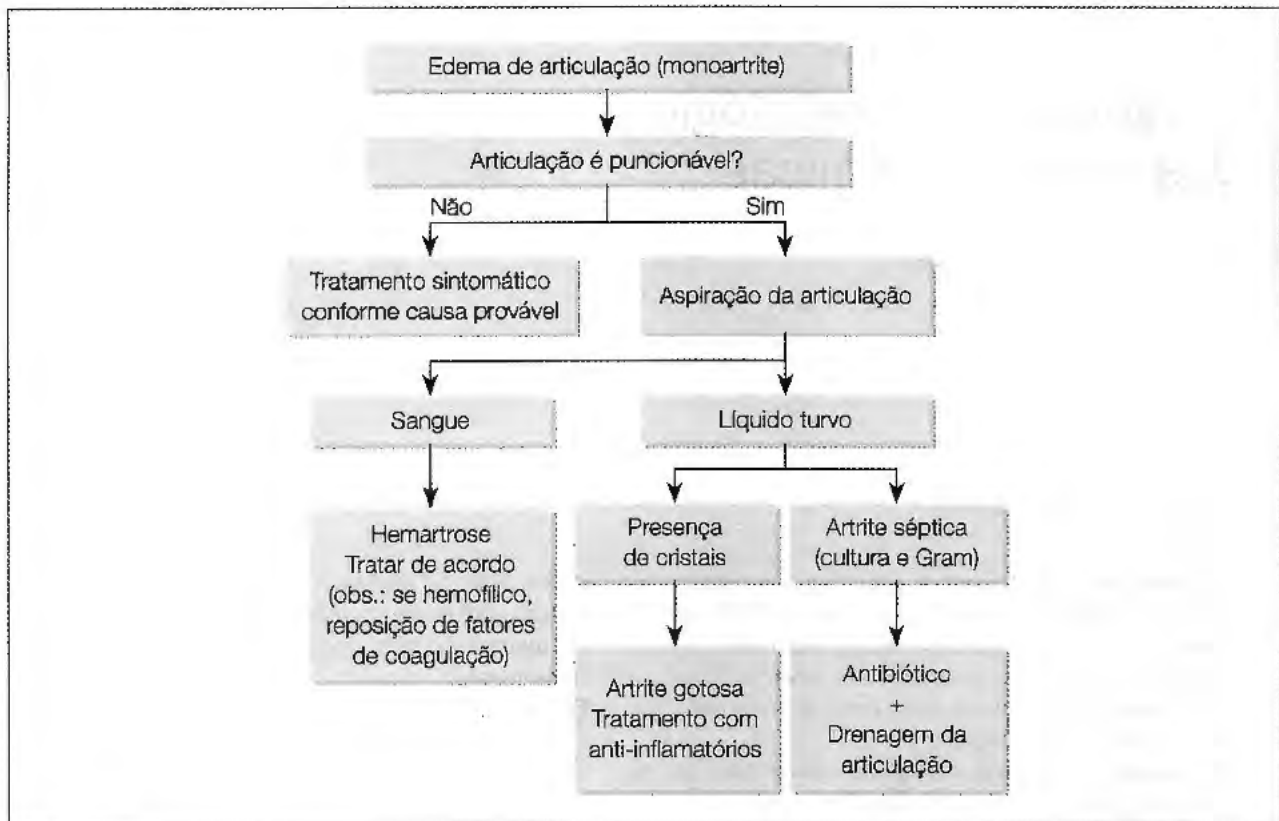 Edema de articulação (monoartrite)
Articulação é puncionável?
Não
Sim
Tratamento sintomático
conforme causa provável
Aspiração da articulação
Sangue
Líquido turvo
Hemartrose
Tratar de acordo
(obs.: se hemofílico,
reposição de fatores
de coagulação)
Presença
de cristais
Artrite séptica
(cultura e Gram)
Artrite gotosa
Tratamento com
anti-inflamatórios
Antibiótico
+
Drenagem da
articulação